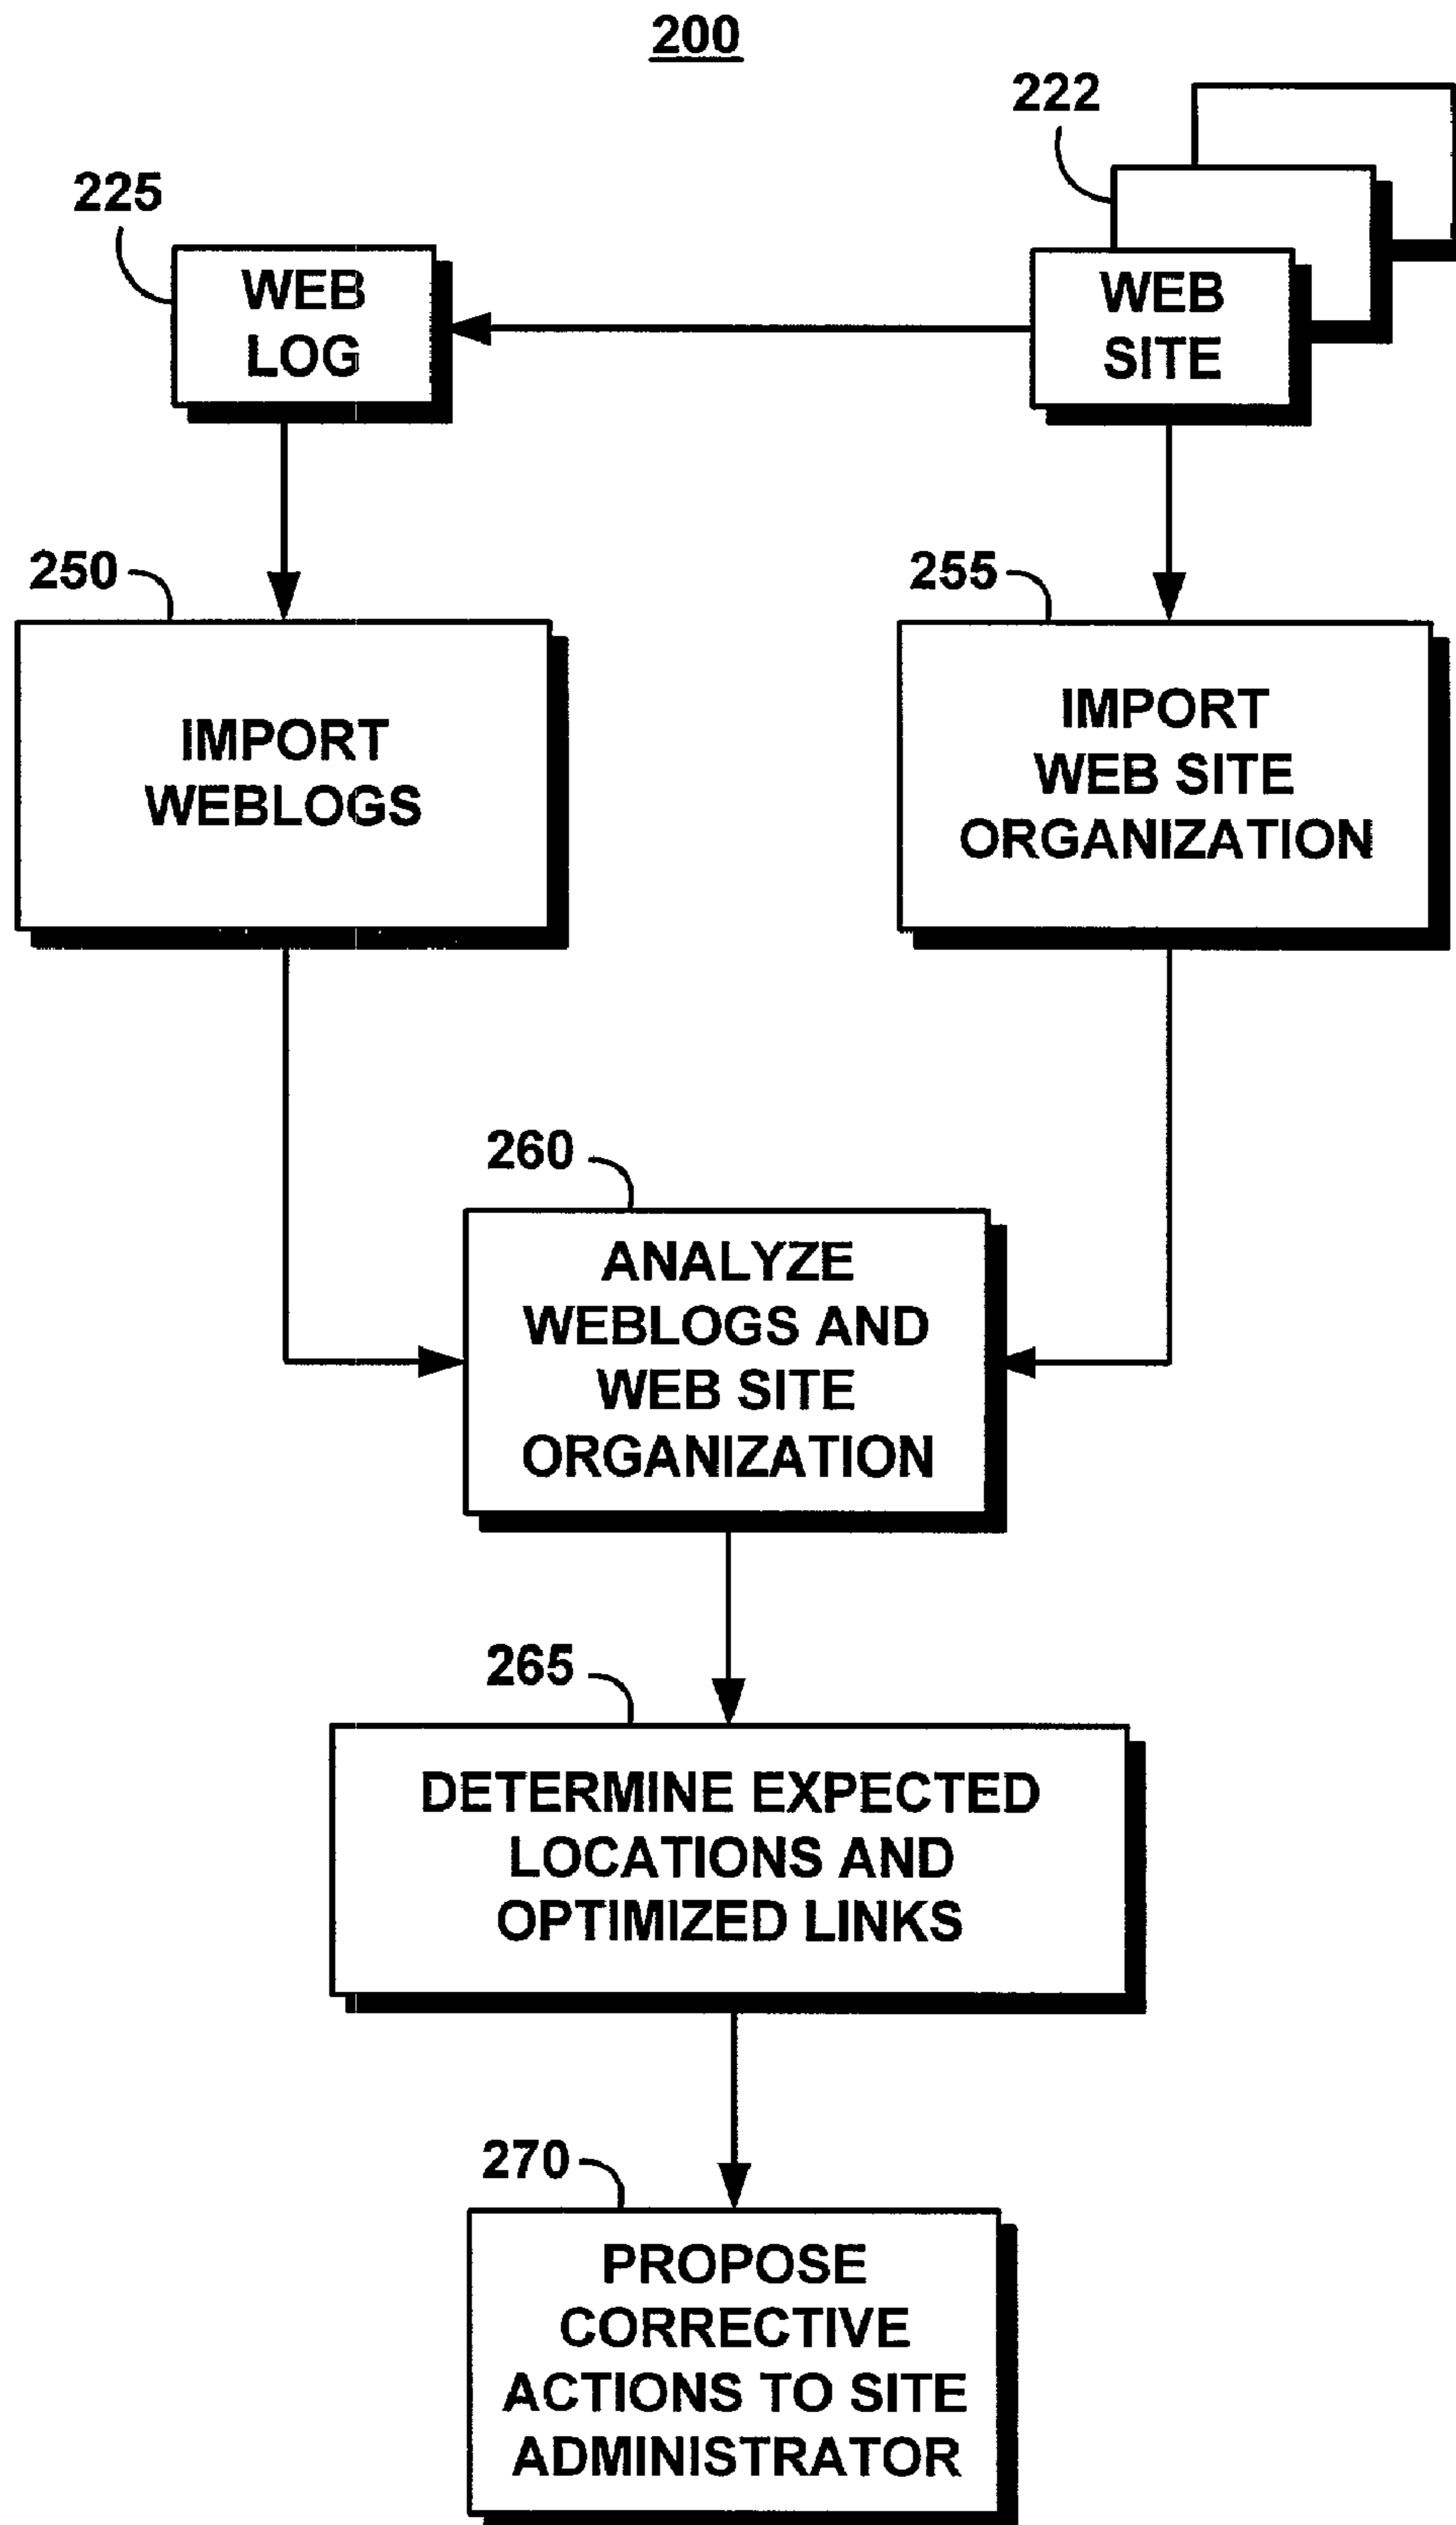 200
222
225
WEB
LOG
WEB
SITE
250
255
IMPORT
WEBLOGS
IMPORT
WEB SITE
ORGANIZATION
260
ANALYZE
WEBLOGS AND
WEB SITE
ORGANIZATION
265
DETERMINE EXPECTED
LOCATIONS AND
OPTIMIZED LINKS
270
PROPOSE
CORRECTIVE
ACTIONS TO SITE
ADMINISTRATOR